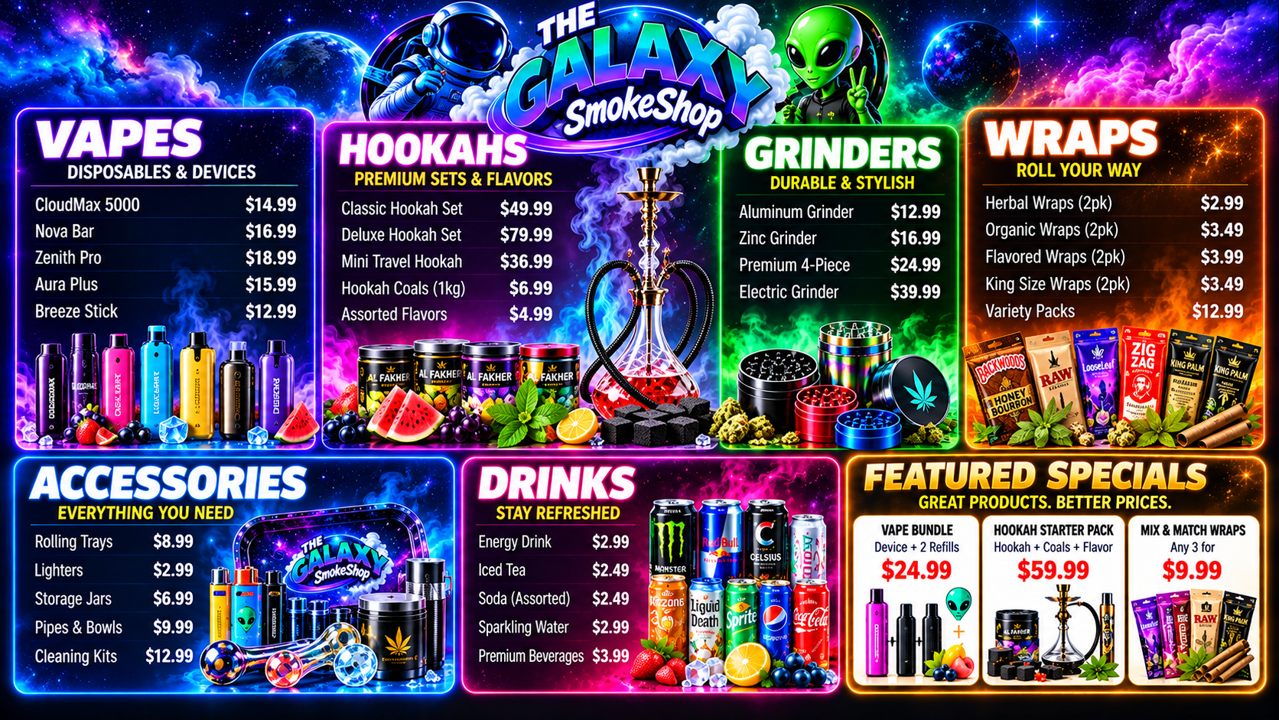 THE
GALAXY
SmokeShop
VAPES
DISPOSABLES & DEVICES
CloudMax 5000 $14.99
Nova Bar $16.99
Zenith Pro $18.99
Aura Plus $15.99
Breeze Stick $12.99
HOOKAHS
PREMIUM SETS & FLAVORS
Classic Hookah Set $49.99
Deluxe Hookah Set $79.99
Mini Travel Hookah $36.99
Hookah Coals (1kg) $6.99
Assorted Flavors $4.99
AL FAKHER
AL FAKHER
AL FAKHER
AL FAKHER
GRINDERS
DURABLE & STYLISH
Aluminum Grinder $12.99
Zinc Grinder $16.99
Premium 4-Piece $24.99
Electric Grinder $39.99
WRAPS
ROLL YOUR WAY
Herbal Wraps (2pk) $2.99
Organic Wraps (2pk) $3.49
Flavored Wraps (2pk) $3.99
King Size Wraps (2pk) $3.49
Variety Packs $12.99
BACKWOODS
HONEY
BOURBON
RAW
LooseLeaf
ZIG
ZAG
KING PALM
KING PALM
ACCESSORIES
EVERYTHING YOU NEED
Rolling Trays $8.99
Lighters $2.99
Storage Jars $6.99
Pipes & Bowls $9.99
Cleaning Kits $12.99
THE
GALAXY
SmokeShop
DRINKS
STAY REFRESHED
Energy Drink $2.99
Iced Tea $2.49
Soda (Assorted) $2.49
Sparkling Water $2.99
Premium Beverages $3.99
MONSTER
Red Bull
C
CELSIUS
Liquid
Death
Sprite
pepsi
Coca-Cola
FEATURED SPECIALS
GREAT PRODUCTS. BETTER PRICES.
VAPE BUNDLE
Device + 2 Refills
$24.99
+
+
HOOKAH STARTER PACK
Hookah + Coals + Flavor
$59.99
AL FAKHER
MIX & MATCH WRAPS
Any 3 for
$9.99
RAW
KING PALM